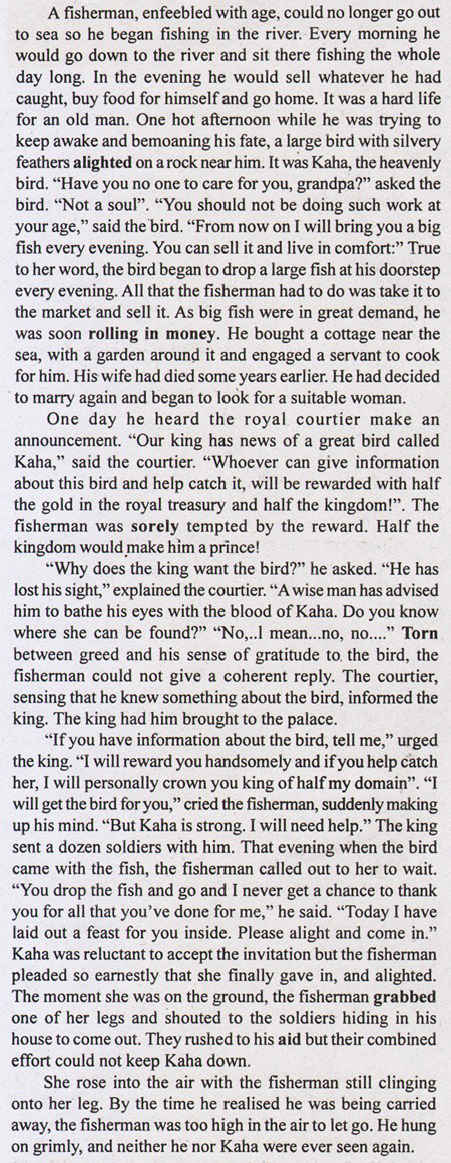 A fisherman, enfeebled with age, could no longer go out
to sea so he began fishing in the river. Every morning he
would go down to the river and sit there fishing the whole
day long. In the evening he would sell whatever he had
caught, buy food for himself and go home. It was a hard life
for an old man. One hot afternoon while he was trying to
keep awake and bemoaning his fate, a large bird with silvery
feathers alighted on a rock near him. It was Kaha, the heavenly
bird. “Have you no one to care for you, grandpa?” asked the
bird. “Not a soul”. “You should not be doing such work at
your age,” said the bird. “From now on I will bring you a big
fish every evening. You can sell it and live in comfort:” True
to her word, the bird began to drop a large fish at his doorstep
every evening. All that the fisherman had to do was take it to
the market and sell it. As big fish were in great demand, he
was soon rolling in money. He bought a cottage near the
sea, with a garden around it and engaged a servant to cook
for him. His wife had died some years earlier. He had decided
to marry again and began to look for a suitable woman.
One day he heard the royal courtier make an
announcement. “Our king has news of a great bird called
Kaha,” said the courtier. “Whoever can give information
about this bird and help catch it, will be rewarded with half
the gold in the royal treasury and half the kingdom!”. The
fisherman was sorely tempted by the reward. Half the
kingdom would make him a prince!
“Why does the king want the bird?” he asked. “He has
lost his sight,” explained the courtier. “A wise man has advised
him to bathe his eyes with the blood of Kaha. Do you know
where she can be found?” “No,..I mean...no, no....” Torn
between greed and his sense of gratitude to the bird, the
fisherman could not give a coherent reply. The courtier,
sensing that he knew something about the bird, informed the
king. The king had him brought to the palace.
“If you have information about the bird, tell me,” urged
the king. “I will reward you handsomely and if you help catch
her, I will personally crown you king of half my domain”. “I
will get the bird for you,” cried the fisherman, suddenly making
up his mind. “But Kaha is strong. I will need help.” The king
sent a dozen soldiers with him. That evening when the bird
came with the fish, the fisherman called out to her to wait.
“You drop the fish and go and I never get a chance to thank
you for all that you’ve done for me,” he said. “Today I have
laid out a feast for you inside. Please alight and come in.”
Kaha was reluctant to accept the invitation but the fisherman
pleaded so earnestly that she finally gave in, and alighted.
The moment she was on the ground, the fisherman grabbed
one of her legs and shouted to the soldiers hiding in his
house to come out. They rushed to his aid but their combined
effort could not keep Kaha down.
She rose into the air with the fisherman still clinging
onto her leg. By the time he realised he was being carried
away, the fisherman was too high in the air to let go. He hung
on grimly, and neither he nor Kaha were ever seen again.